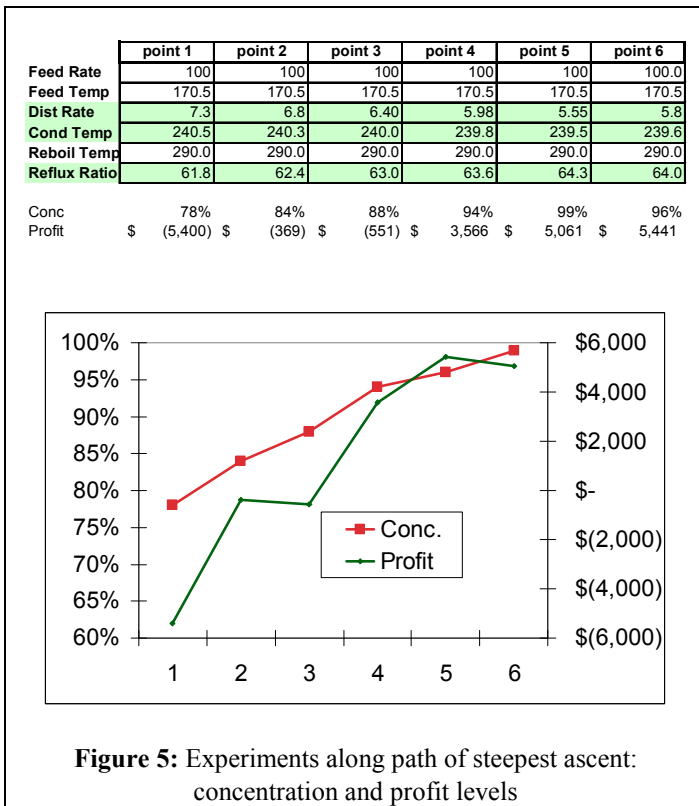 point 1 point 2 point 3 point 4 point 5 point 6
Feed Rate 100 100 100 100 100 100.0
Feed Temp 170.5 170.5 170.5 170.5 170.5 170.5
Dist Rate 7.3 6.8 6.40 5.98 5.55 5.8
Cond Temp 240.5 240.3 240.0 239.8 239.5 239.6
Reboil Temp 290.0 290.0 290.0 290.0 290.0 290.0
Reflux Ratio 61.8 62.4 63.0 63.6 64.3 64.0
Conc 78% 84% 88% 94% 99% 96%
Profit $ (5,400) $ (369) $ (551) $ 3,566 $ 5,061 $ 5,441
100% $6,000
95% $4,000
90%
85% $2,000
80% $-
75% $(2,000)
70% $(4,000)
65%
60% $(6,000)
Conc.
Profit
1 2 3 4 5 6
Figure 5: Experiments along path of steepest ascent:
concentration and profit levels